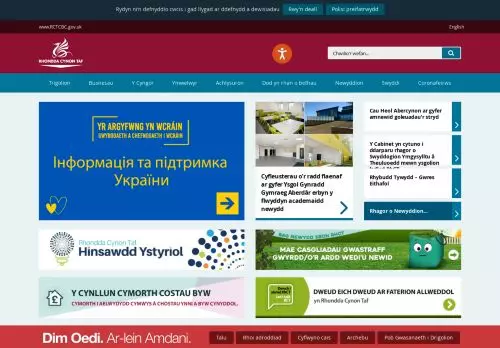 Rydyn ni'n defnyddio cwcis i gad llygad ar ddefnydd a dewisiadau
Bwy'n deall
Polisi preifatrwydd
www.RCTCBC.gov.uk
English
RHONDDA CYNON TAF
Chwilio'r wefan...
Trigolion
Busnesau
Y Cyngor
Ymwelwyr
Achlysuron
Dod yn rhan o bethau
Newyddion
Swyddi
Coronafeirws
YR ARGYFWNG YN WCRÁIN
GWYBODAETH A CHEFNOGAETH I WCRÁIN
Інформація та підтримка
України
Cyfleusterau o'r radd flaenaf
ar gyfer Ysgol Gynradd
Gymraeg Aberdâr erbyn y
flwyddyn academaidd
newydd
Cau Heol Abercynon ar gyfer
amnewid goleuadau'r stryd
Y Cabinet yn cytuno i
ddarparu rhagor o
Swyddogion Ymgysylltu â
Theuluoedd mewn ysgolion
Rhybudd Tywydd – Gwres
Eithafol
Rhagor o Newyddion...
Rhondda Cynon Taf
Hinsawdd Ystyriol
MAE CASGLIADAU GWASTRAFF
GWYRDD/O'R ARDD WEDI'U NEWID
Y CYNLLUN CYMORTH COSTAU BYW
CYMORTH I AELWYDYDD CYMWYS Â CHOSTAU'N BYW CYNYDDOL.
DWEUD EICH DWEUD AR FATERION ALLWEDDOL
yn Rhondda Cynon Taf
Dim Oedi. Ar-lein Amdani.
Talu
Rhoi adroddiad
Cyflwyno cais
Archebu
Pob Gwasanaeth i Drigolion